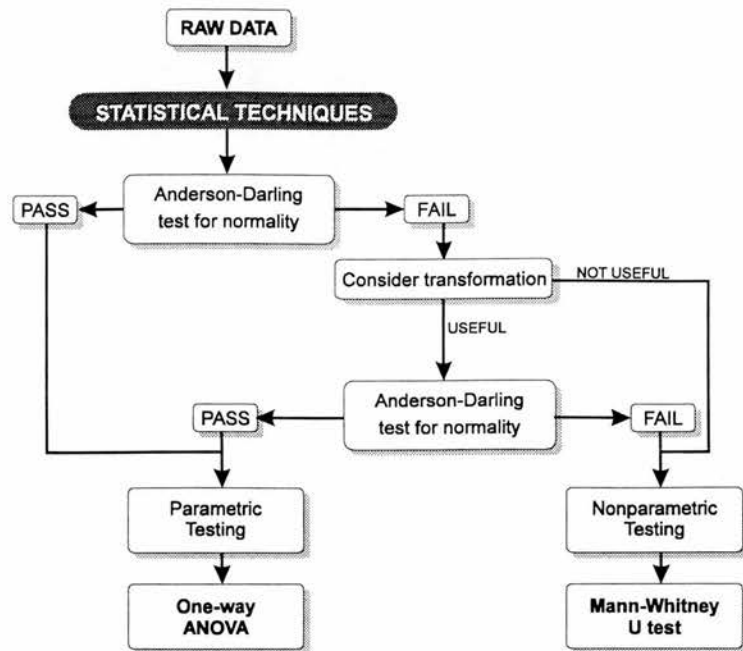 RAW DATA
STATISTICAL TECHNIQUES
Anderson-Darling
test for normality
PASS
FAIL
Consider transformation
NOT USEFUL
USEFUL
Anderson-Darling
test for normality
PASS
FAIL
Parametric
Testing
Nonparametric
Testing
One-way
ANOVA
Mann-Whitney
U test